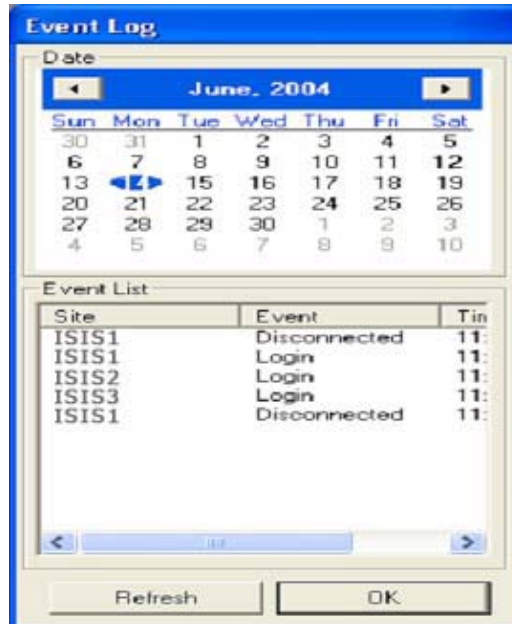 Event Log
Date
June, 2004
Sun Mon Tue Wed Thu Fri Sat
30 31 1 2 3 4 5
6 7 8 9 10 11 12
13 14 15 16 17 18 19
20 21 22 23 24 25 26
27 28 29 30 1 2 3
4 5 6 7 8 9 10
Event List
Site Event Tim
ISIS1 Disconnected 11:
ISIS1 Login 11:
ISIS2 Login 11:
ISIS3 Login 11:
ISIS1 Disconnected 11:
Refresh OK